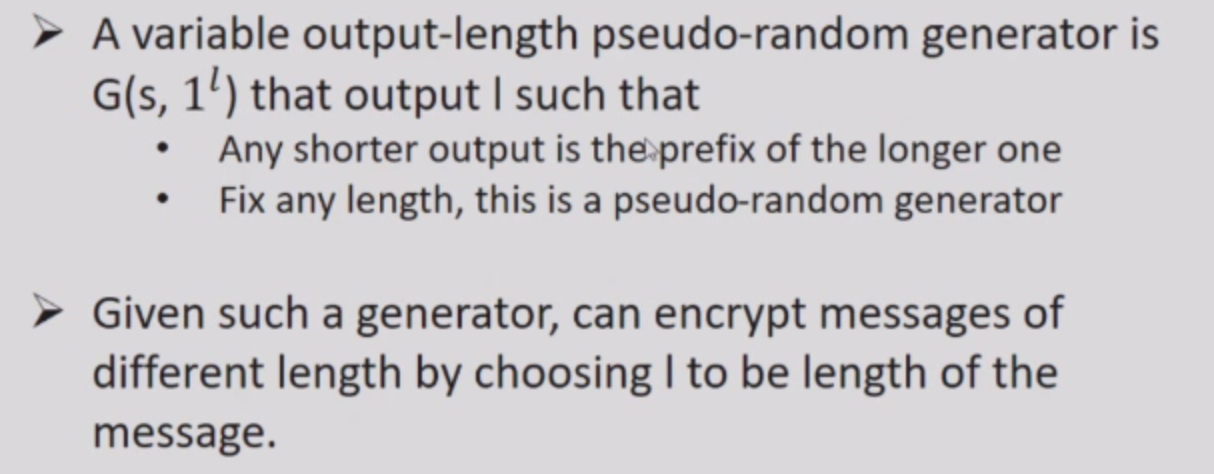 ➢ A variable output-length pseudo-random generator is
G(s, 1^l) that output l such that
• Any shorter output is the prefix of the longer one
• Fix any length, this is a pseudo-random generator
➢ Given such a generator, can encrypt messages of
different length by choosing l to be length of the
message.